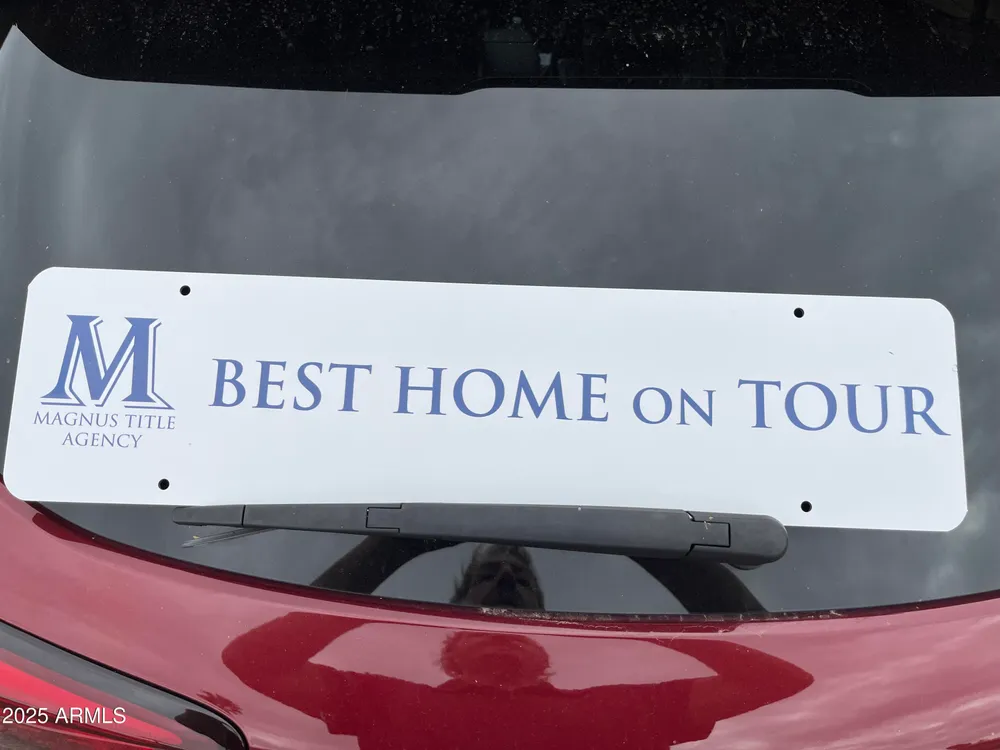 M
MAGNUS TITLE
AGENCY
BEST HOME ON TOUR
2025 ARMLS